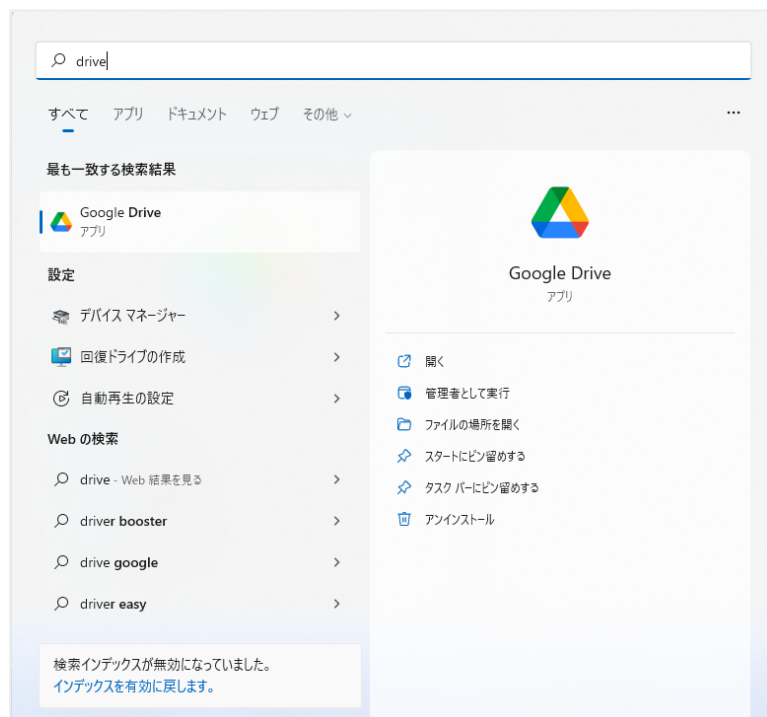 drive
すべて アプリ ドキュメント ウェブ その他
最も一致する検索結果
Google Drive
アプリ
設定
デバイス マネージャー
回復ドライブの作成
自動再生の設定
Web の検索
drive - Web 結果を見る
driver booster
drive google
driver easy
検索インデックスが無効になっていました。
インデックスを有効に戻します。
Google Drive
アプリ
開く
管理者として実行
ファイルの場所を開く
スタートにピン留めする
タスク バーにピン留めする
アンインストール